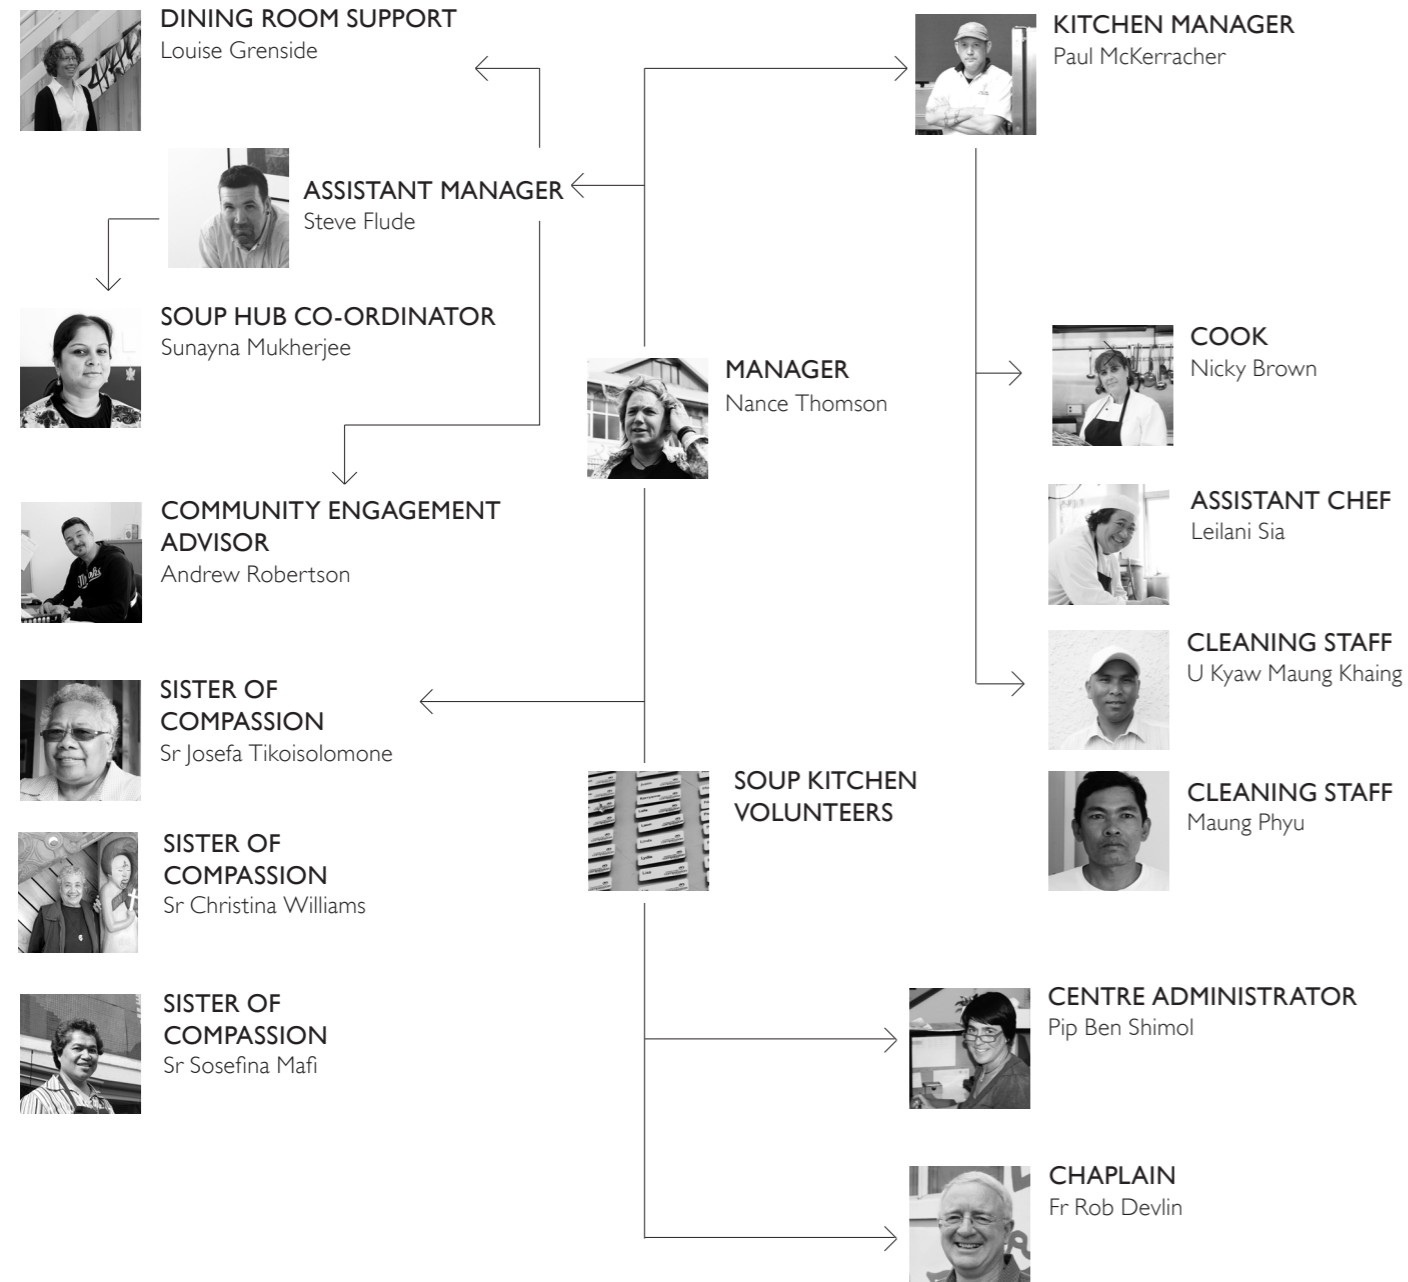 DINING ROOM SUPPORT
Louise Grenside
KITCHEN MANAGER
Paul McKerracher
ASSISTANT MANAGER
Steve Flude
SOUP HUB CO-ORDINATOR
Sunayna Mukherjee
MANAGER
Nance Thomson
COOK
Nicky Brown
COMMUNITY ENGAGEMENT
ADVISOR
Andrew Robertson
ASSISTANT CHEF
Leilani Sia
CLEANING STAFF
U Kyaw Maung Khaing
SISTER OF
COMPASSION
Sr Josefa Tikoisolomone
SOUP KITCHEN
VOLUNTEERS
CLEANING STAFF
Maung Phyu
SISTER OF
COMPASSION
Sr Christina Williams
SISTER OF
COMPASSION
Sr Sosefina Mafi
CENTRE ADMINISTRATOR
Pip Ben Shimol
CHAPLAIN
Fr Rob Devlin